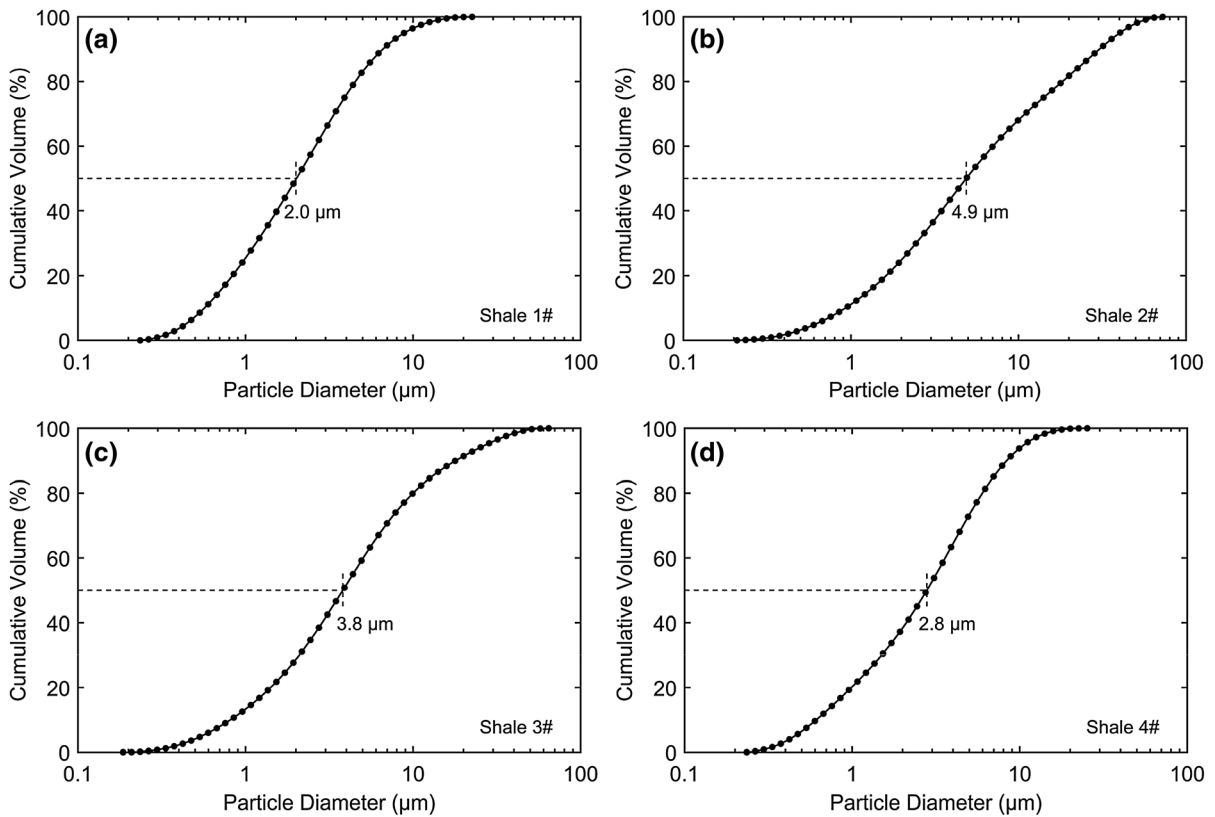 (a)
Cumulative Volume (%)
100
80
60
40
20
0
2.0 μm
Shale 1#
0.1 1 10 100
Particle Diameter (μm)
(b)
Cumulative Volume (%)
100
80
60
40
20
0
4.9 μm
Shale 2#
0.1 1 10 100
Particle Diameter (μm)
(c)
Cumulative Volume (%)
100
80
60
40
20
0
3.8 μm
Shale 3#
0.1 1 10 100
Particle Diameter (μm)
(d)
Cumulative Volume (%)
100
80
60
40
20
0
2.8 μm
Shale 4#
0.1 1 10 100
Particle Diameter (μm)